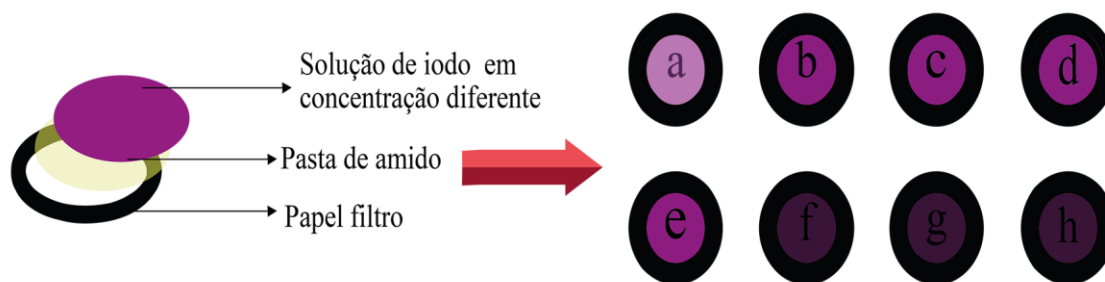 Solução de iodo em
concentração diferente
Pasta de amido
Papel filtro
a b c d
e f g h